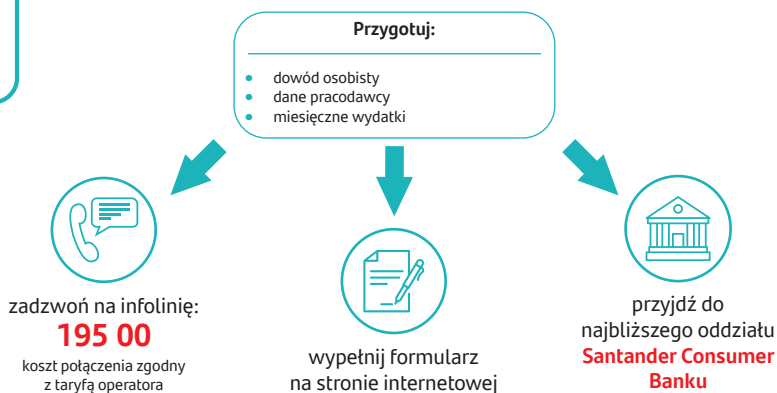 Przygotuj:
• dowód osobisty
• dane pracodawcy
• miesięczne wydatki
zadzwoń na infolinię:
195 00
koszt połączenia zgodny
z taryfą operatora
wypełnij formularz
na stronie internetowej
przyjdź do
najbliższego oddziału
Santander Consumer
Banku